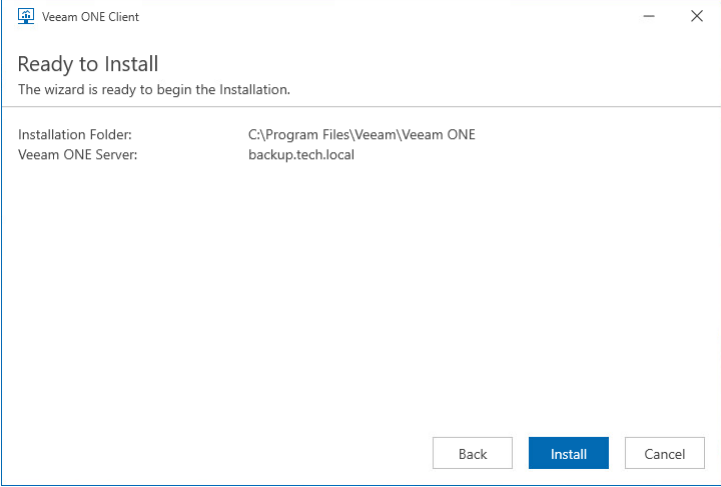 Veeam ONE Client
Ready to Install
The wizard is ready to begin the Installation.
Installation Folder: C:\Program Files\Veeam\Veeam ONE
Veeam ONE Server: backup.tech.local
Back Install Cancel